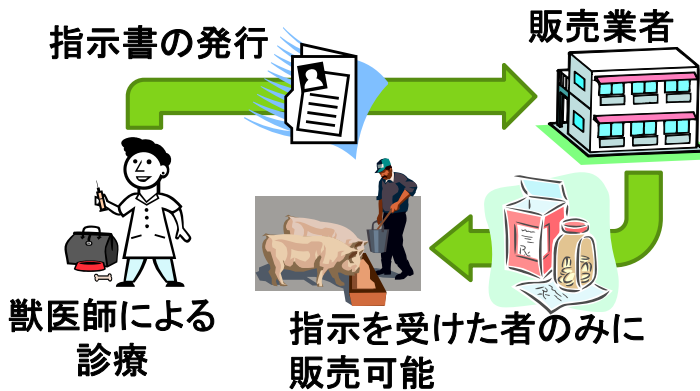 指示書の発行
販売業者
獣医師による
診療
指示を受けた者のみに
販売可能